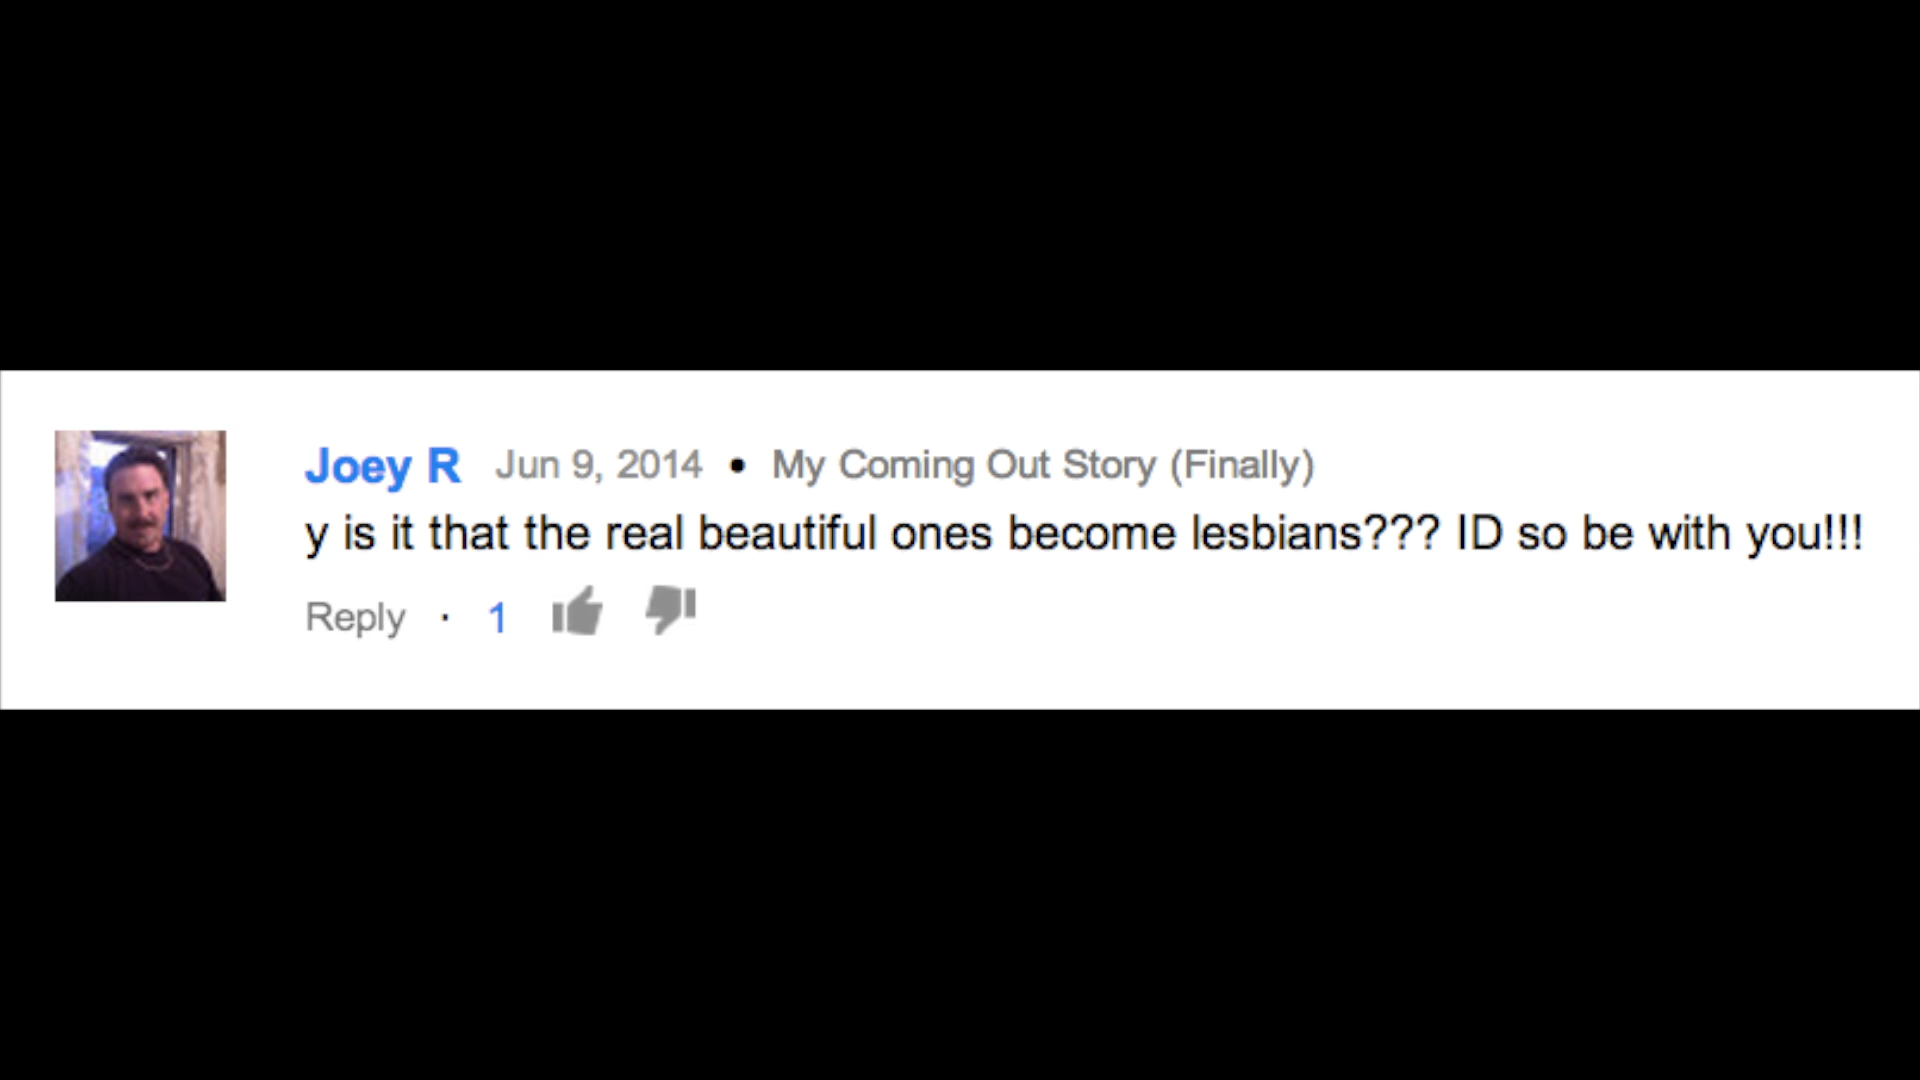 Joey R Jun 9, 2014 • My Coming Out Story (Finally)
y is it that the real beautiful ones become lesbians??? ID so be with you!!!
Reply · 1